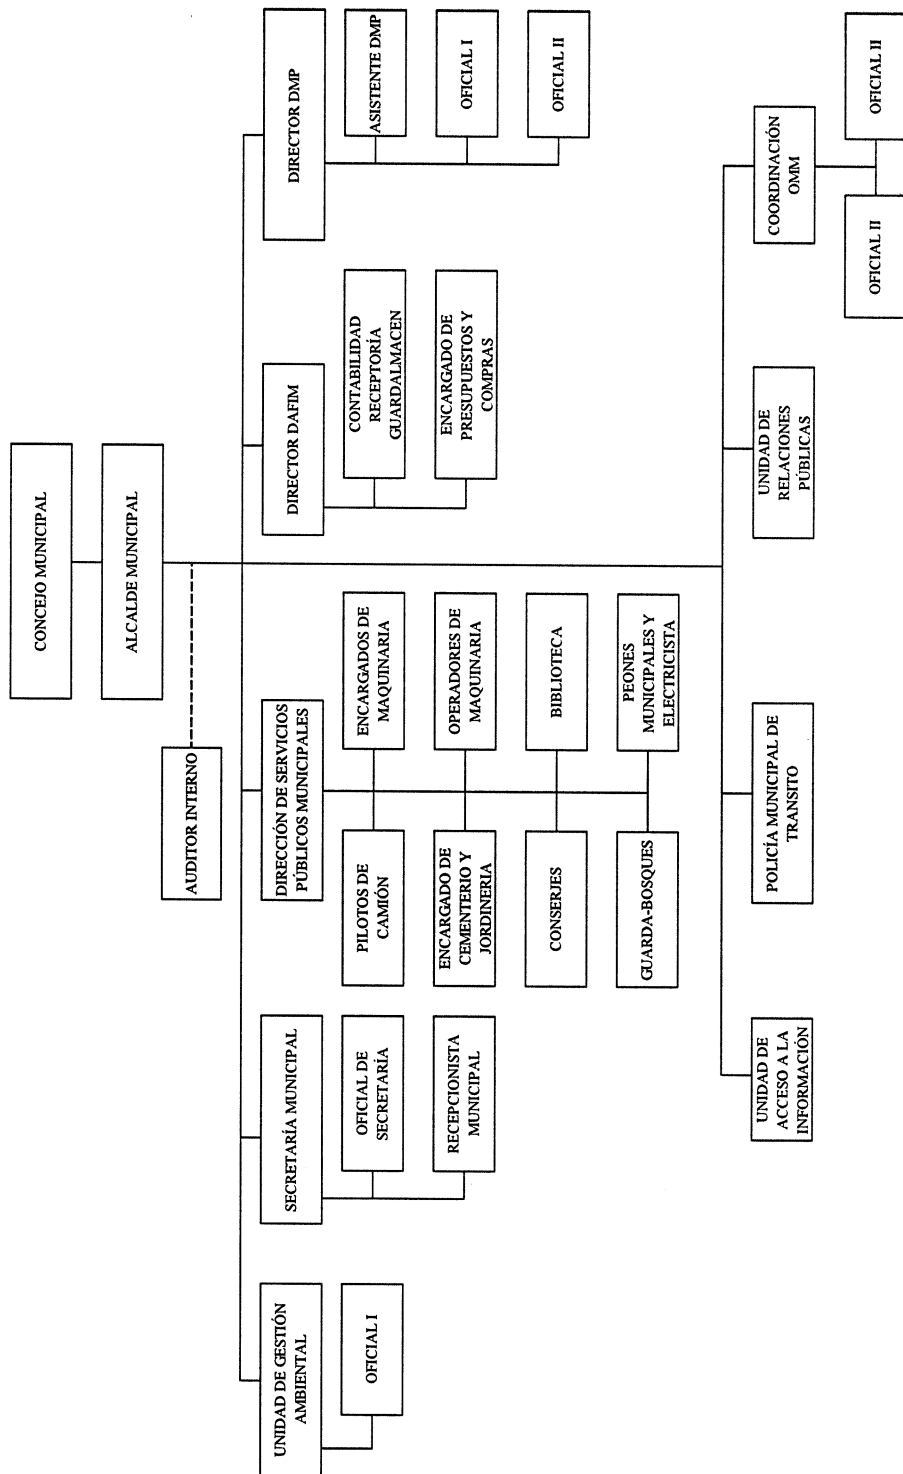 CONCEJO MUNICIPAL
ALCALDE MUNICIPAL
AUDITOR INTERNO
UNIDAD DE GESTIÓN
AMBIENTAL
OFICIAL I
SECRETARÍA MUNICIPAL
OFICIAL DE
SECRETARÍA
RECEPCIONISTA
MUNICIPAL
DIRECCIÓN DE SERVICIOS
PÚBLICOS MUNICIPALES
PILOTOS DE
CAMIÓN
ENCARGADOS DE
MAQUINARIA
ENCARGADO DE
CEMENTERIO Y
JORDINERIA
OPERADORES DE
MAQUINARIA
CONSERJES
BIBLIOTECA
GUARDA-BOSQUES
PEONES
MUNICIPALES Y
ELECTRICISTA
DIRECTOR DAFIM
CONTABILIDAD
RECEPTORÍA
GUARDALMACEN
ENCARGADO DE
PRESUPUESTOS Y
COMPRAS
DIRECTOR DMP
ASISTENTE DMP
OFICIAL I
OFICIAL II
UNIDAD DE
ACCESO A LA
INFORMACIÓN
POLICÍA MUNICIPAL DE
TRANSITO
UNIDAD DE
RELACIONES
PÚBLICAS
COORDINACIÓN
OMM
OFICIAL II
OFICIAL II